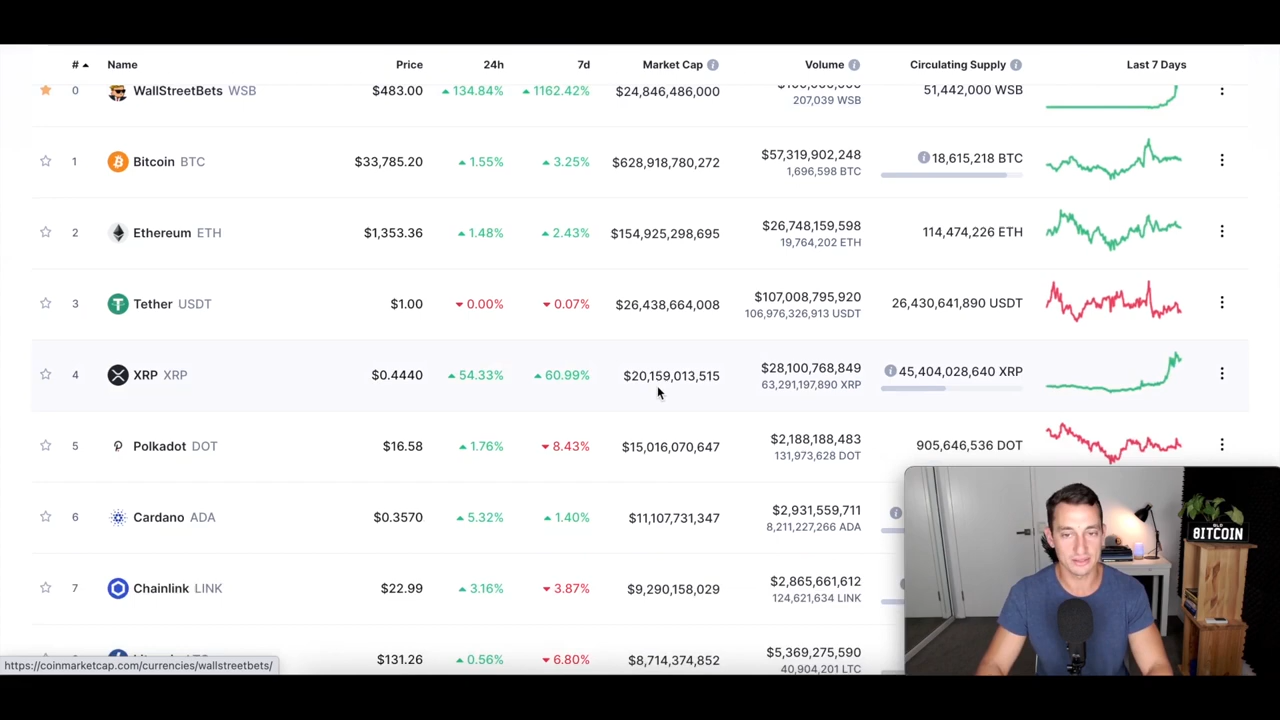 # Name Price 24h 7d Market Cap Volume Circulating Supply Last 7 Days
0 WallStreetBets WSB $483.00 134.84% 1162.42% $24,846,486,000 51,442,000 WSB
207,039 WSB
1 Bitcoin BTC $33,785.20 1.55% 3.25% $628,918,780,272 $57,319,902,248 18,615,218 BTC
1,696,598 BTC
2 Ethereum ETH $1,353.36 1.48% 2.43% $154,925,298,695 $26,748,159,598 114,474,226 ETH
19,764,202 ETH
3 Tether USDT $1.00 0.00% 0.07% $26,438,664,008 $107,008,795,920 26,430,641,890 USDT
106,976,326,913 USDT
4 XRP XRP $0.4440 54.33% 60.99% $20,159,013,515 $28,100,768,849 45,404,028,640 XRP
63,291,197,890 XRP
5 Polkadot DOT $16.58 1.76% 8.43% $15,016,070,647 $2,188,188,483 905,646,536 DOT
131,973,628 DOT
6 Cardano ADA $0.3570 5.32% 1.40% $11,107,731,347 $2,931,559,711
8,211,227,266 ADA
7 Chainlink LINK $22.99 3.16% 3.87% $9,290,158,029 $2,865,661,612
124,621,634 LINK
$131.26 0.56% 6.80% $8,714,374,852 $5,369,275,590
40,904,201 LTC
https://coinmarketcap.com/currencies/wallstreetbets/
BITCOIN